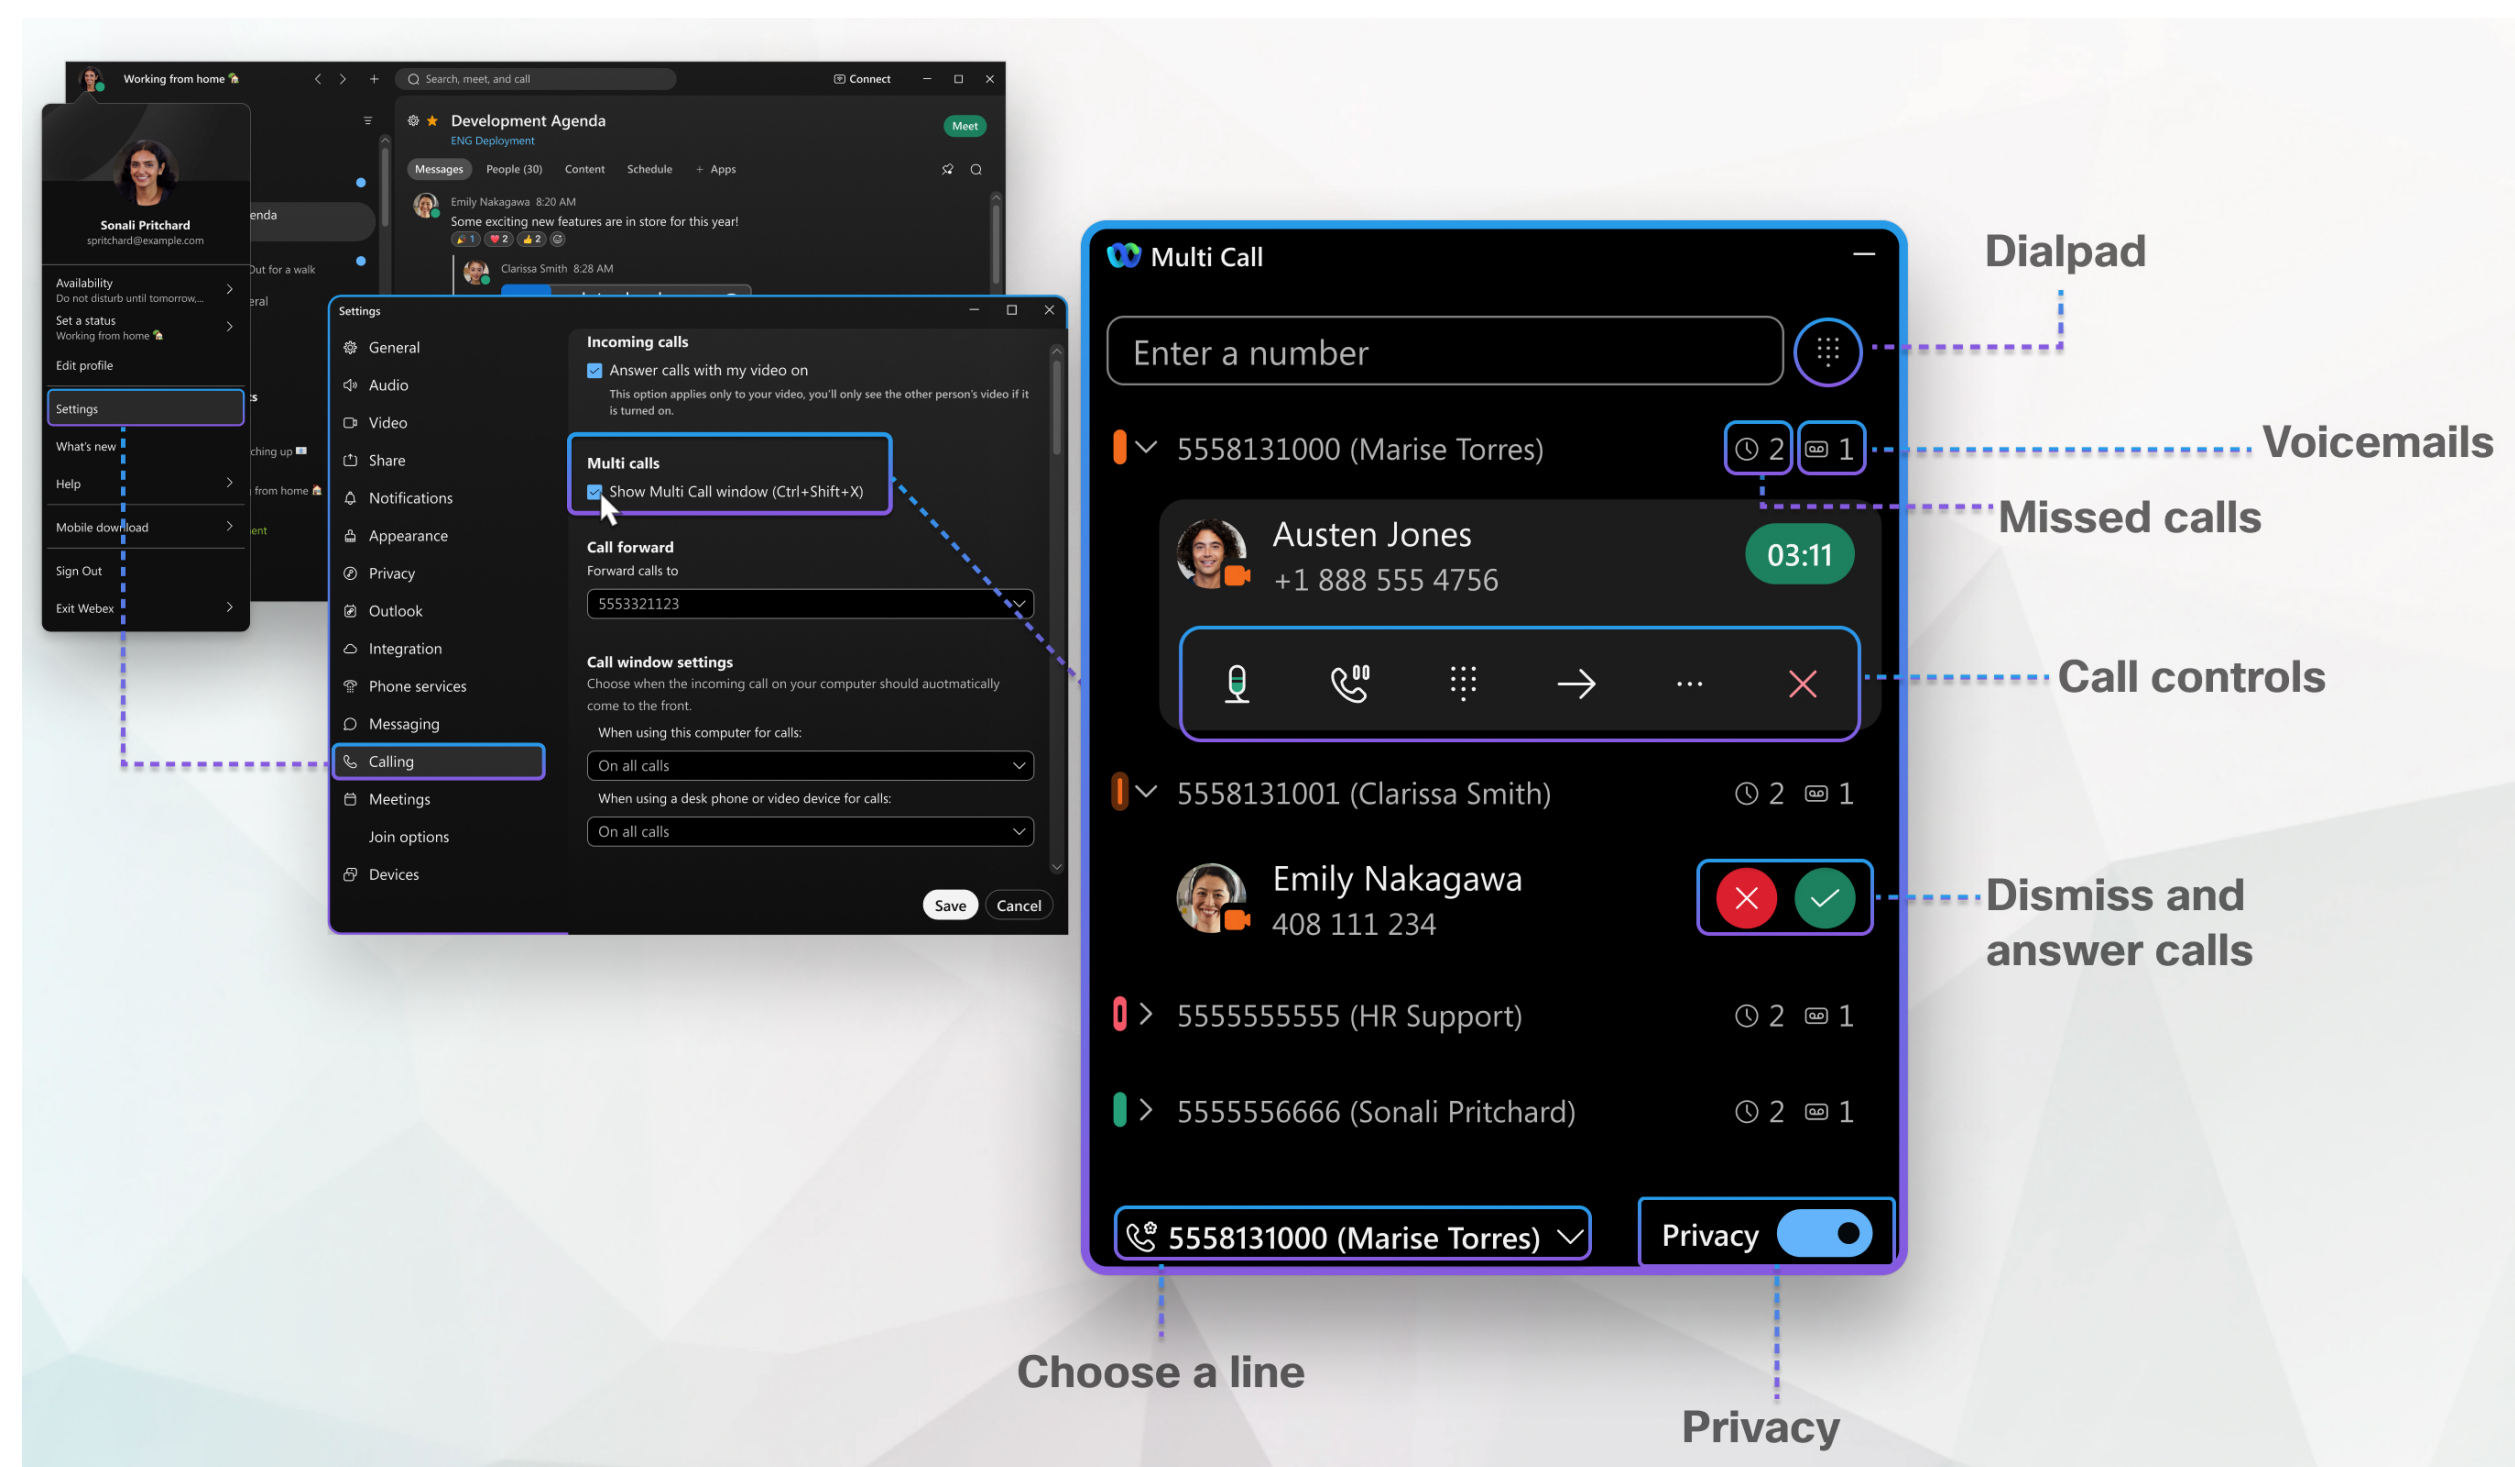 Working from home
Search, meet, and call
Connect
Sonali Pritchard
spritchard@example.com
Availability
Do not disturb until tomorrow,...
Set a status
Working from home
Edit profile
Settings
What's new
Help
Mobile download
Sign Out
Exit Webex
enda
Out for a walk
eral
ching up
from home
Development Agenda
ENG Deployment
Meet
Messages People (30) Content Schedule + Apps
Emily Nakagawa 8:20 AM
Some exciting new features are in store for this year!
1 2 2
Clarissa Smith 8:28 AM
Settings
General
Audio
Video
Share
Notifications
Appearance
Privacy
Outlook
Integration
Phone services
Messaging
Calling
Meetings
Join options
Devices
Incoming calls
Answer calls with my video on
This option applies only to your video, you'll only see the other person's video if it
is turned on.
Multi calls
Show Multi Call window (Ctrl+Shift+X)
Call forward
Forward calls to
5553321123
Call window settings
Choose when the incoming call on your computer should auotmatically
come to the front.
When using this computer for calls:
On all calls
When using a desk phone or video device for calls:
On all calls
Save Cancel
Multi Call
Enter a number
5558131000 (Marise Torres) 2 1
Austen Jones
+1 888 555 4756
03:11
5558131001 (Clarissa Smith) 2 1
Emily Nakagawa
408 111 234
5555555555 (HR Support) 2 1
5555556666 (Sonali Pritchard) 2 1
5558131000 (Marise Torres)
Privacy
Dialpad
Voicemails
Missed calls
Call controls
Dismiss and
answer calls
Choose a line
Privacy